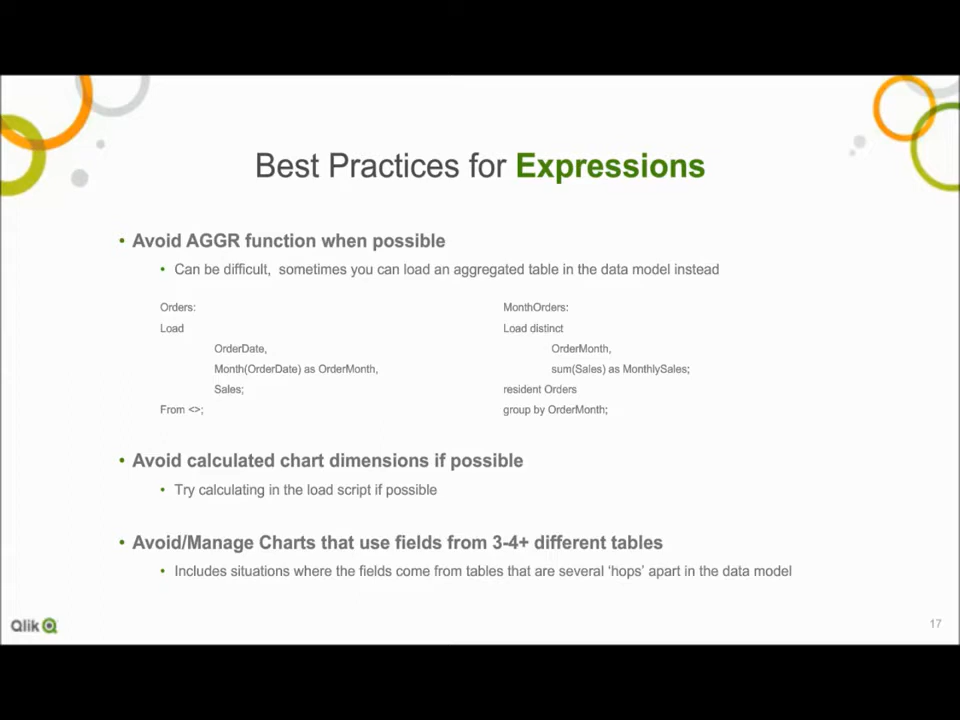 Best Practices for Expressions
• Avoid AGGR function when possible
• Can be difficult, sometimes you can load an aggregated table in the data model instead
Orders:
Load
OrderDate,
Month(OrderDate) as OrderMonth,
Sales;
From <>;
MonthOrders:
Load distinct
OrderMonth,
sum(Sales) as MonthlySales;
resident Orders
group by OrderMonth;
• Avoid calculated chart dimensions if possible
• Try calculating in the load script if possible
• Avoid/Manage Charts that use fields from 3-4+ different tables
• Includes situations where the fields come from tables that are several ‘hops’ apart in the data model
Qlik
17